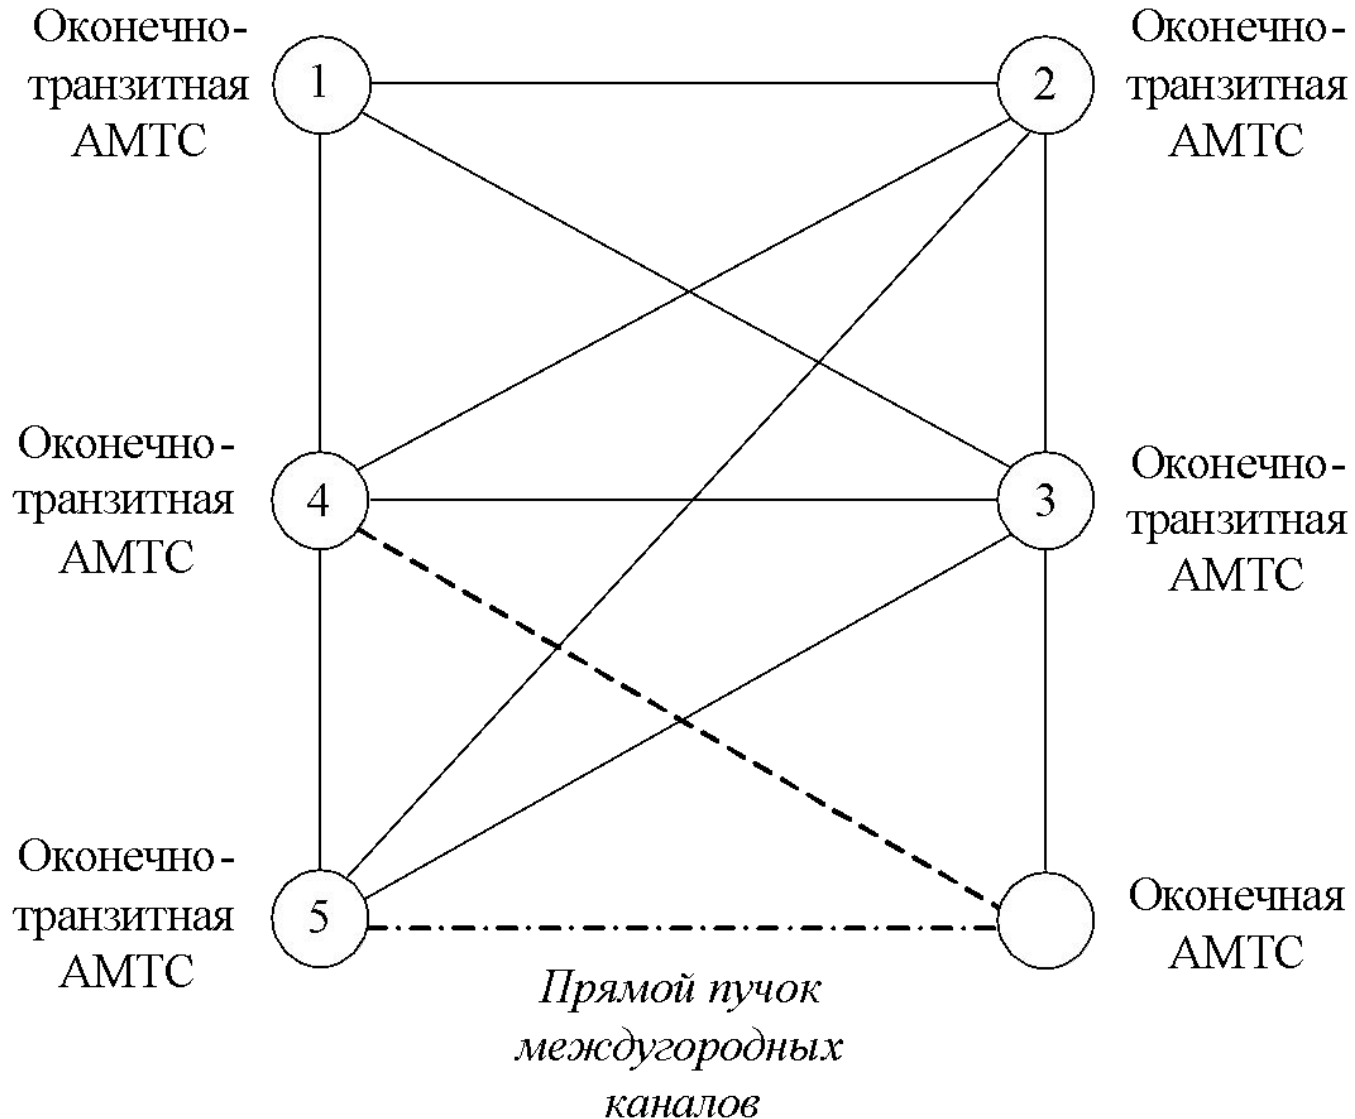 Оконечно-
транзитная
АМТС
1
2
Оконечно-
транзитная
АМТС
Оконечно-
транзитная
АМТС
4
3
Оконечно-
транзитная
АМТС
Оконечно-
транзитная
АМТС
5
Оконечная
АМТС
Прямой пучок
междугородных
каналов